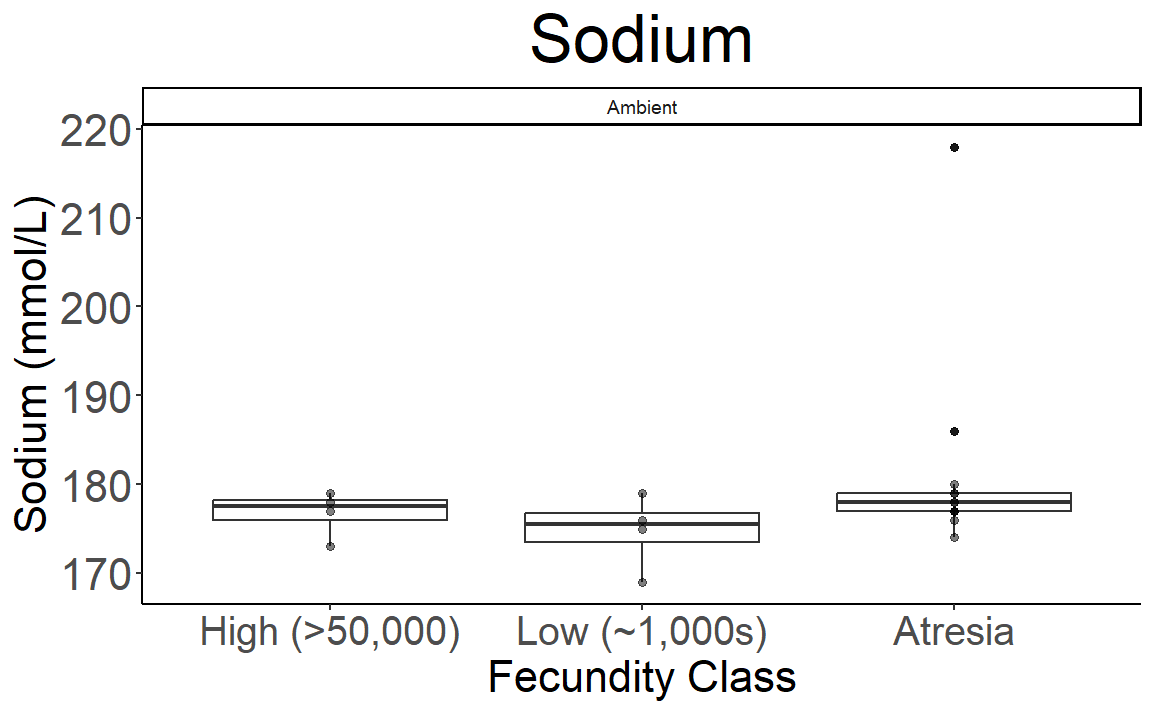 Sodium
Ambient
Sodium (mmol/L)
220
210
200
190
180
170
High (>50,000)
Low (~1,000s)
Atresia
Fecundity Class